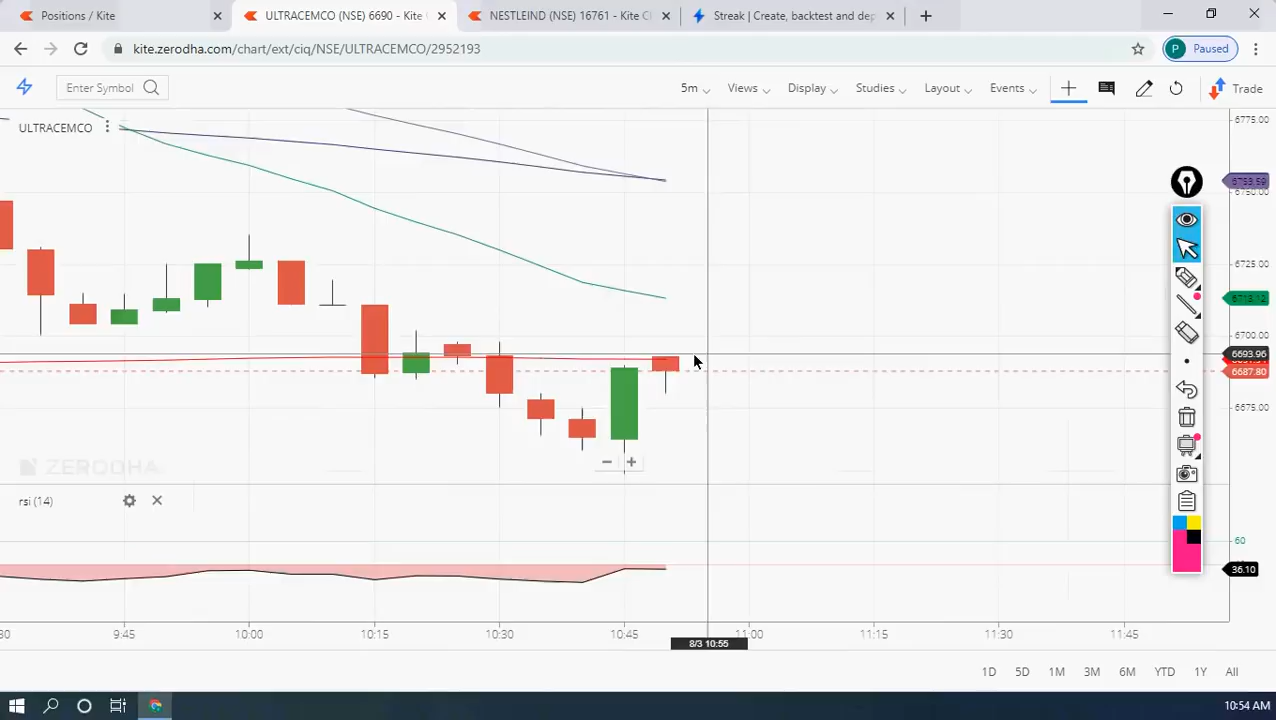 Positions / Kite
ULTRACEMCO (NSE) 6690 - Kite
NESTLEIND (NSE) 16761 - Kite C
Streak | Create, backtest and dep
kite.zerodha.com/chart/ext/ciq/NSE/ULTRACEMCO/2952193
P Paused
Enter Symbol
5m Views Display Studies Layout Events Trade
ULTRACEMCO
6775.00
6750.00
6725.00
6713.12
6700.00
6693.96
6687.80
6675.00
ZERODHA
rsi (14)
60
36.10
9:45 10:00 10:15 10:30 10:45 11:00 11:15 11:30 11:45
8/3 10:55
1D 5D 1M 3M 6M YTD 1Y All
10:54 AM